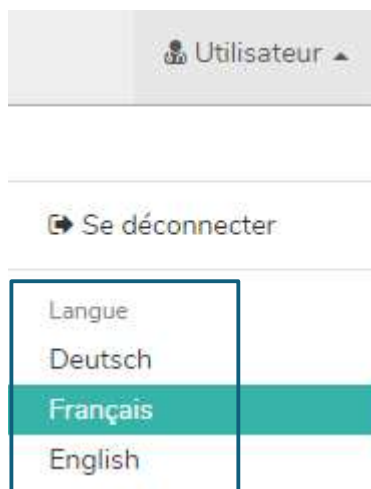 Utilisateur
Se déconnecter
Langue
Deutsch
Français
English